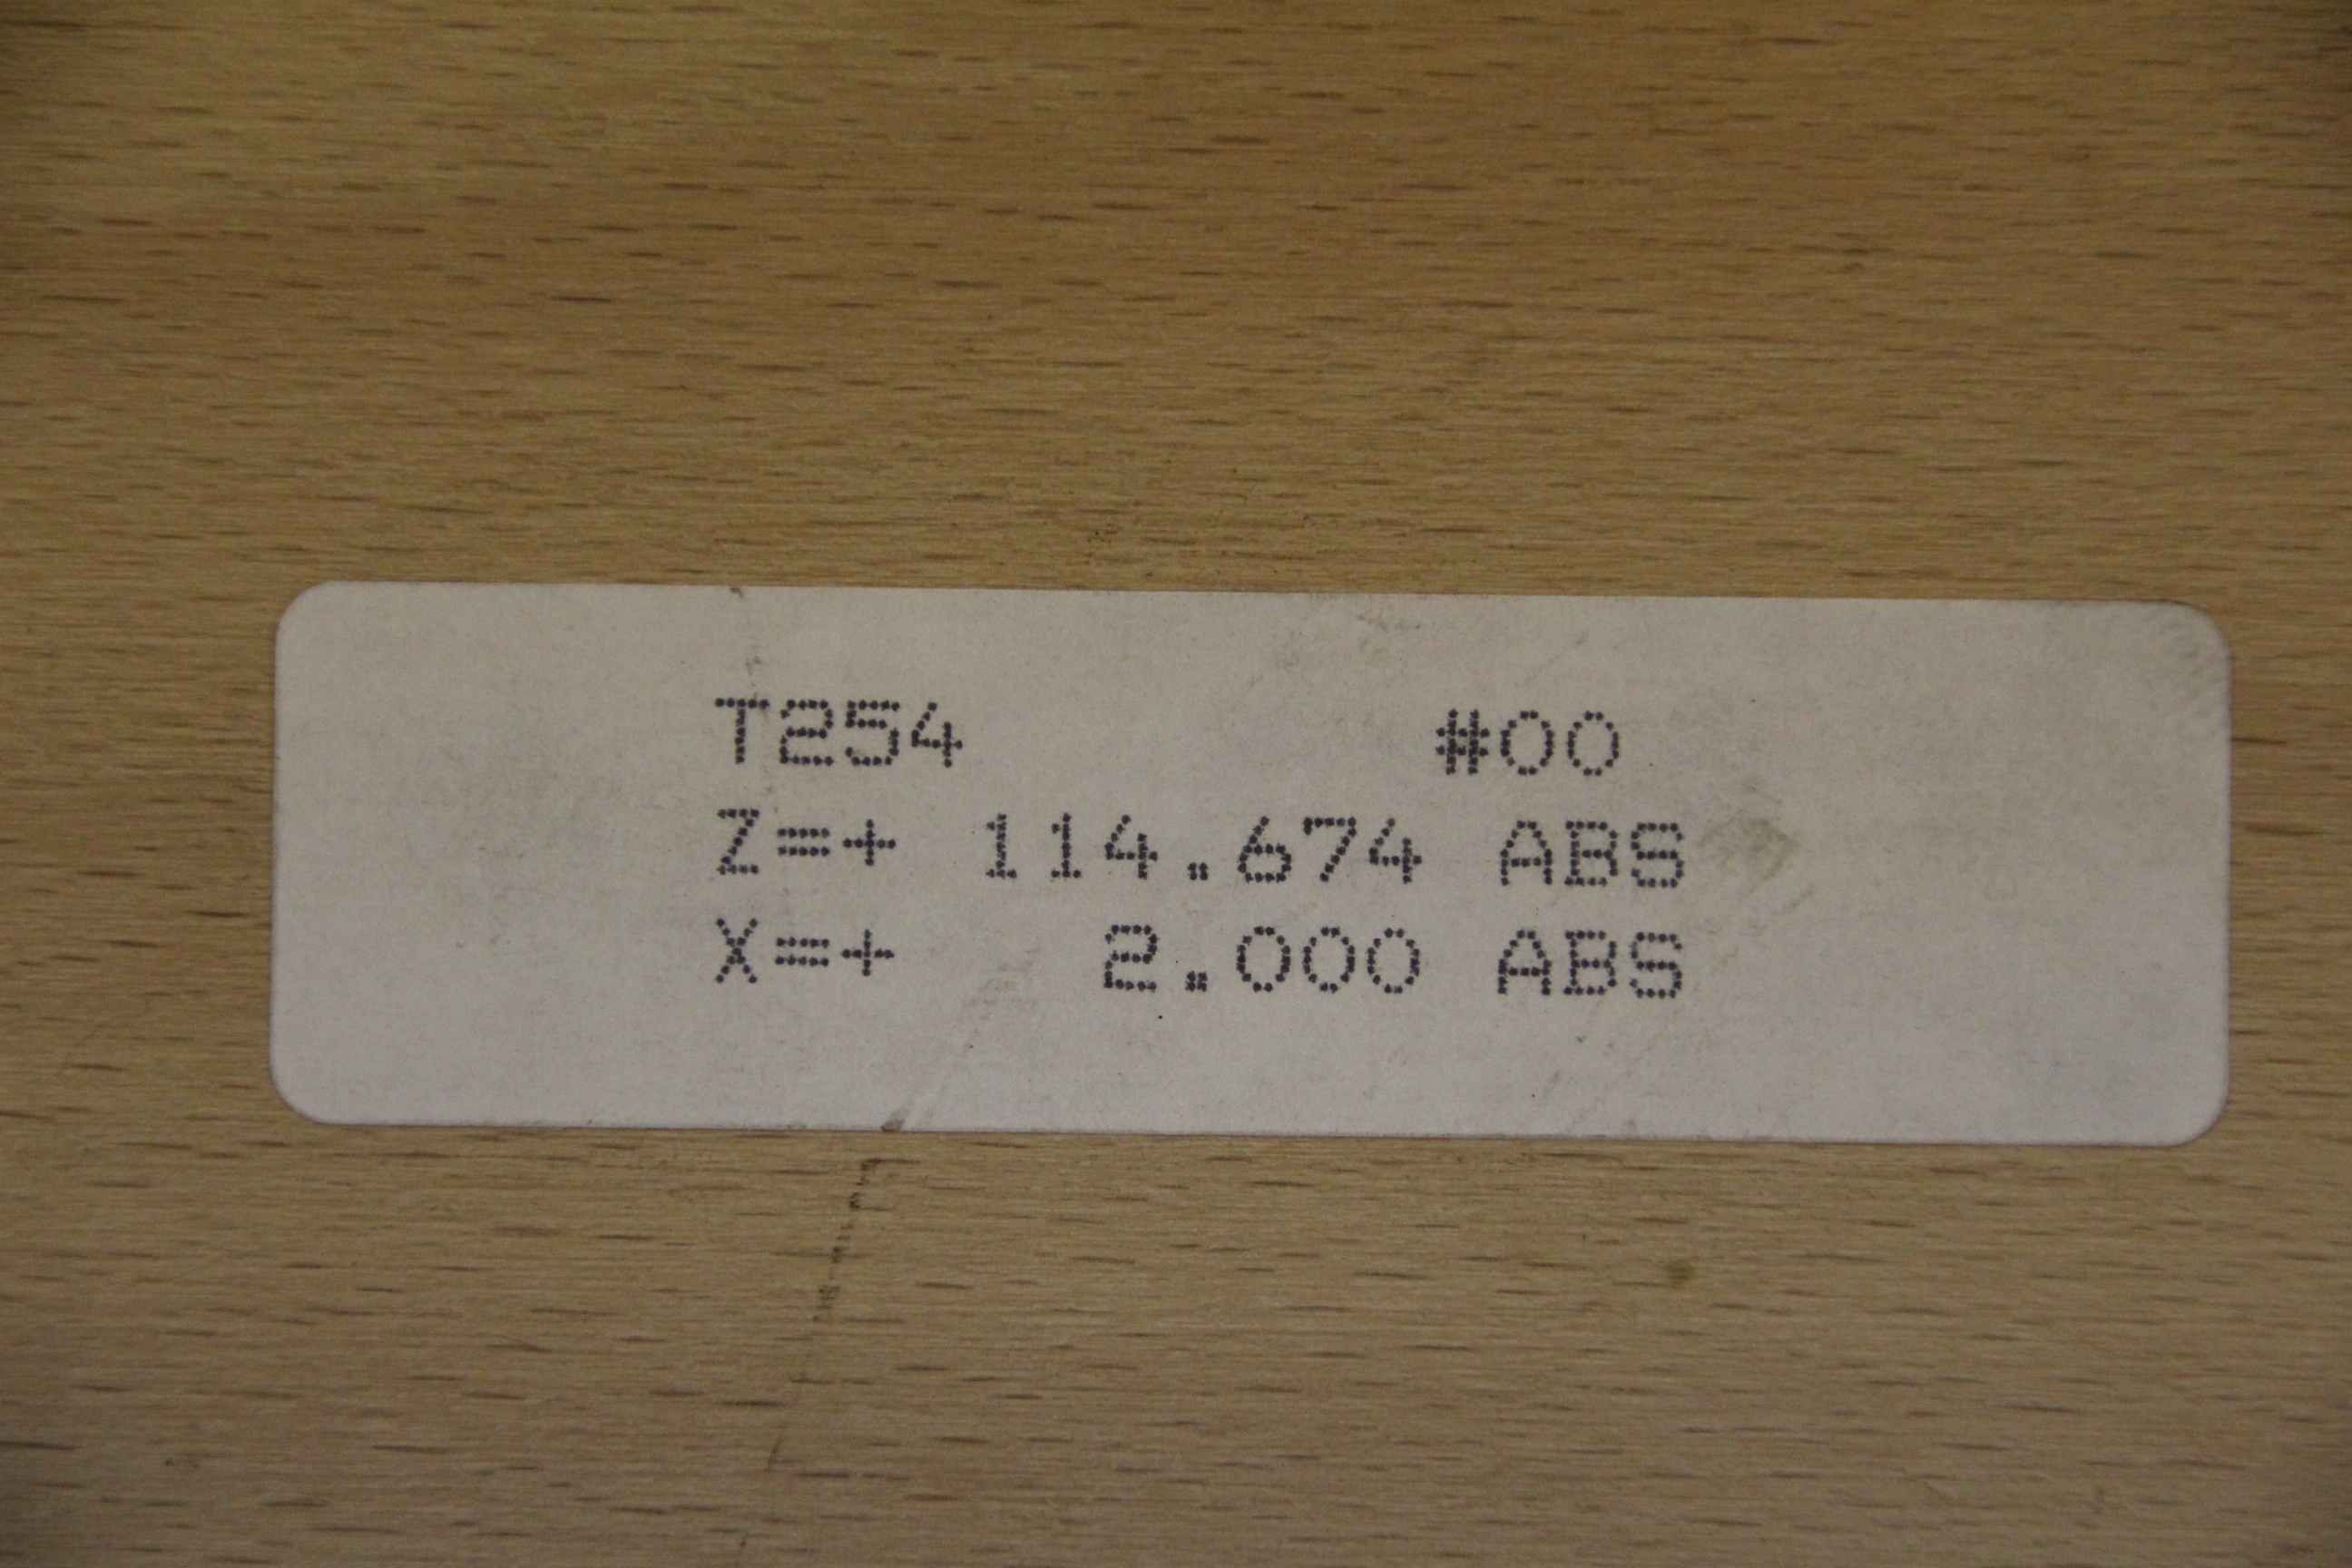 T254 #00
Z=+ 114.674 ABS
X=+ 2.000 ABS